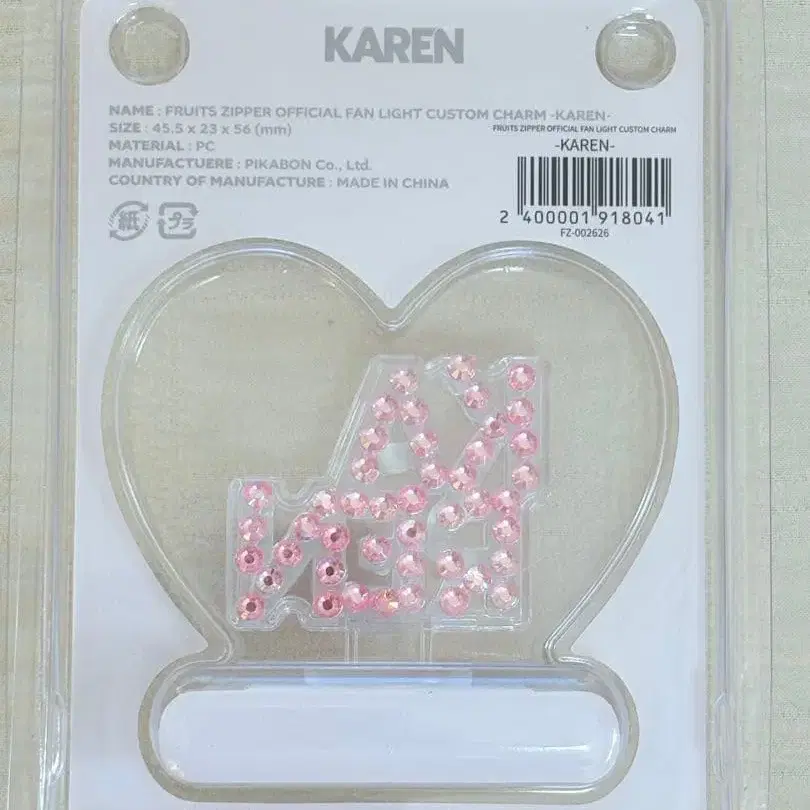 KAREN
NAME : FRUITS ZIPPER OFFICIAL FAN LIGHT CUSTOM CHARM -KAREN-
SIZE : 45.5 x 23 x 56 (mm)
MATERIAL : PC
MANUFACTUERE : PIKABON Co., Ltd.
COUNTRY OF MANUFACTURE : MADE IN CHINA
紙
プラ
FRUITS ZIPPER OFFICIAL FAN LIGHT CUSTOM CHARM
-KAREN-
2 400001 918041
FZ-002626
KA
REN